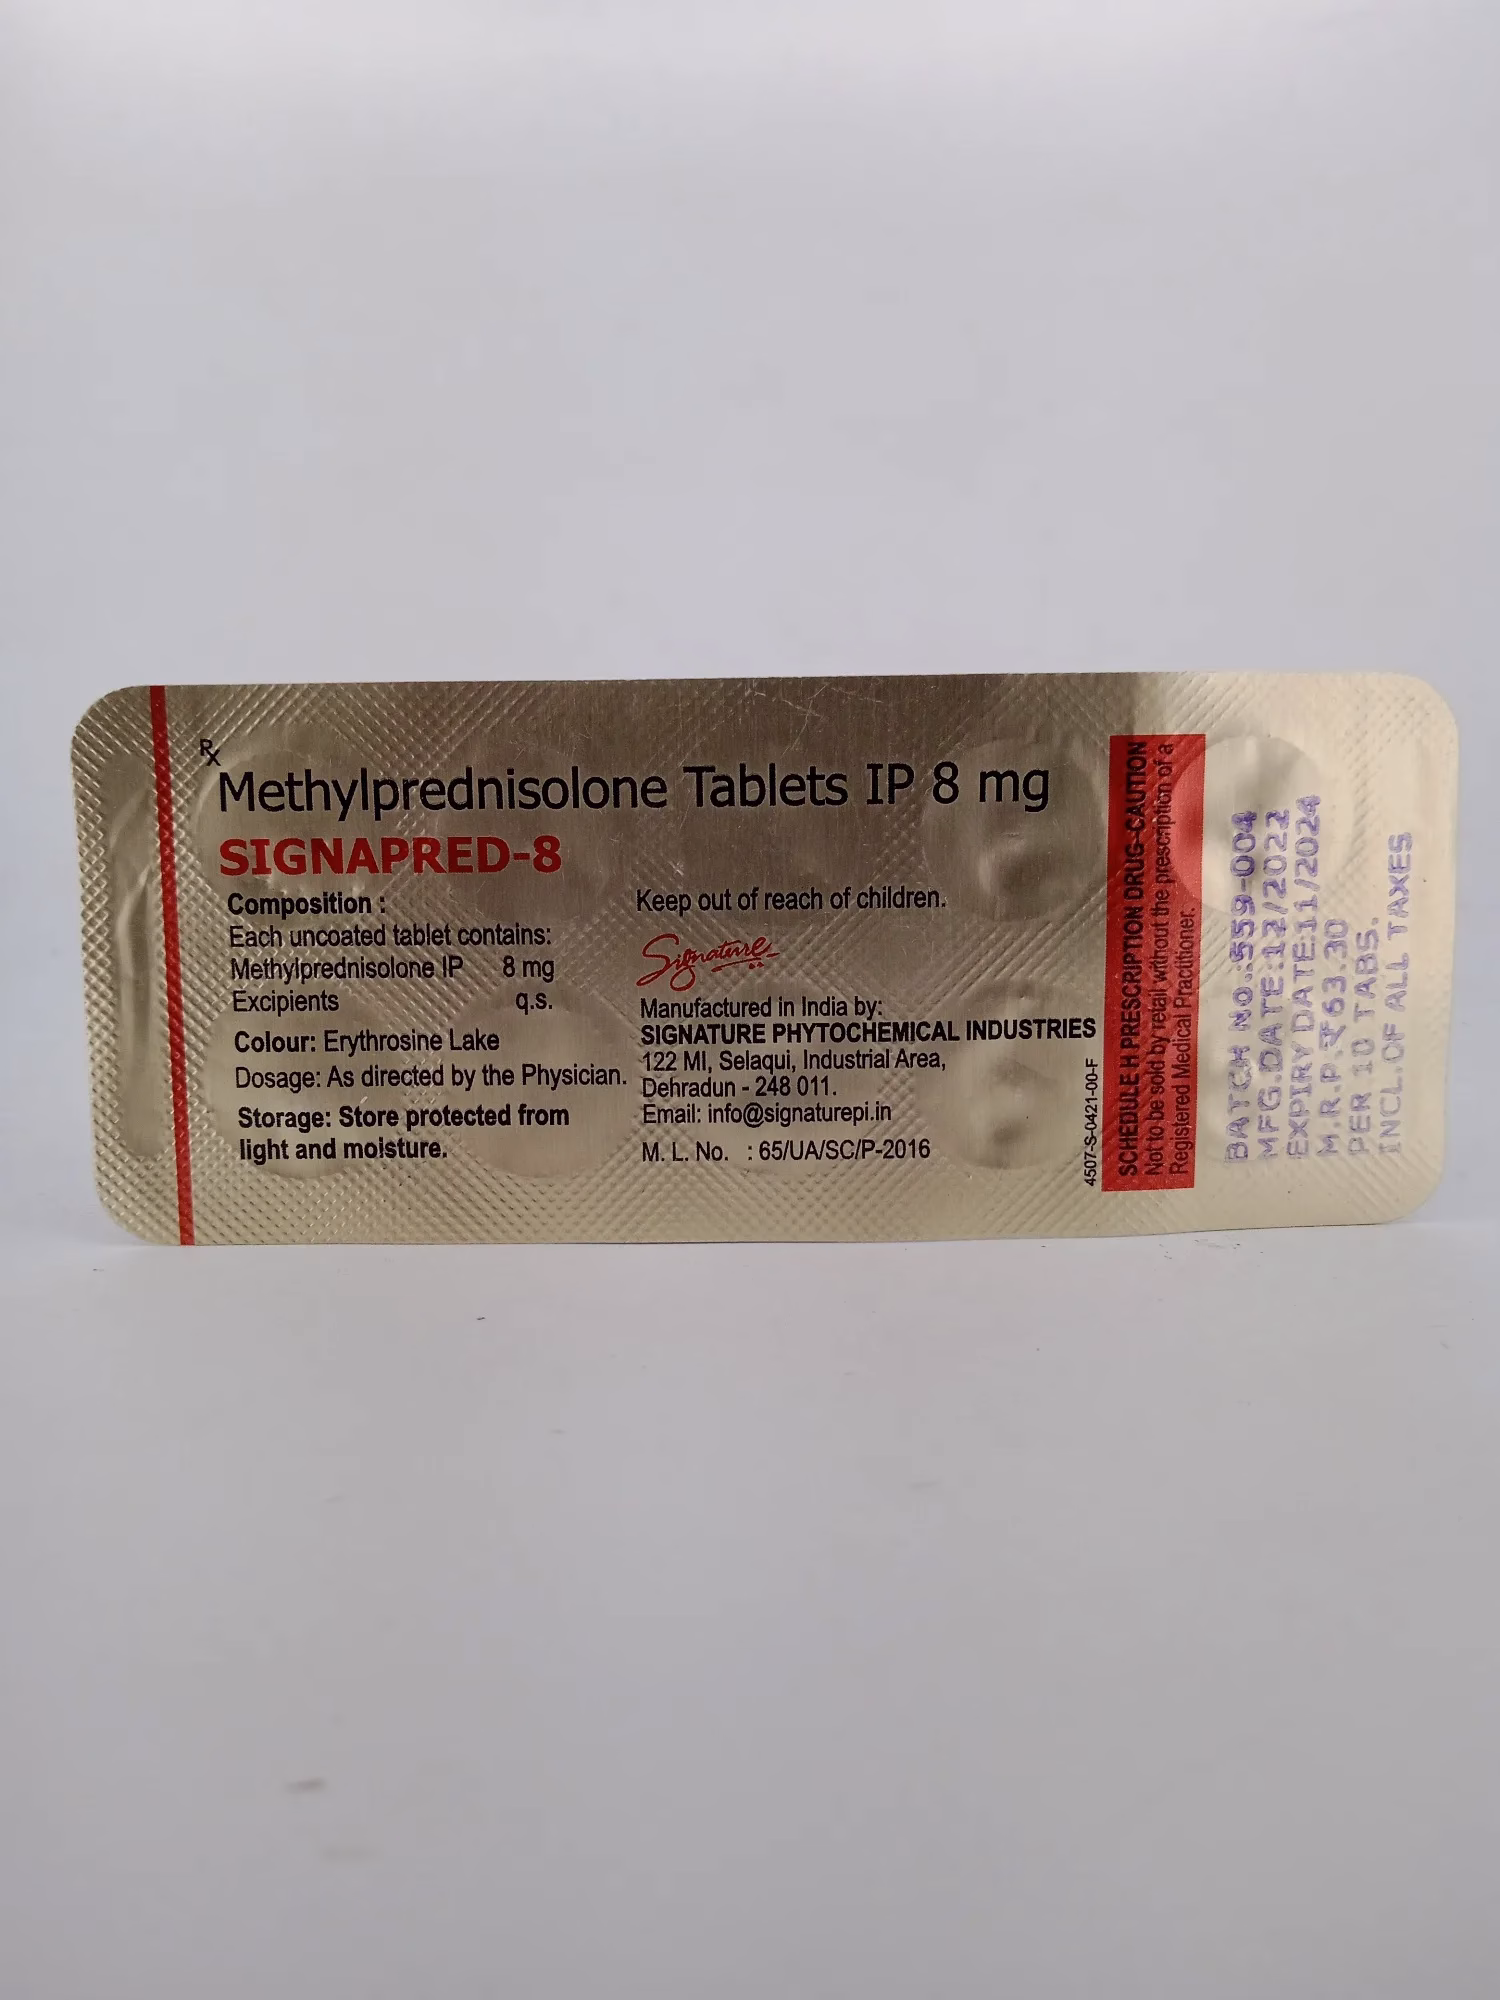 Rx
Methylprednisolone Tablets IP 8 mg
SIGNAPRED-8
Composition :
Each uncoated tablet contains:
Methylprednisolone IP 8 mg
Excipients q.s.
Colour: Erythrosine Lake
Dosage: As directed by the Physician.
Storage: Store protected from
light and moisture.
Keep out of reach of children.
Signature
Manufactured in India by:
SIGNATURE PHYTOCHEMICAL INDUSTRIES
122 MI, Selaqui, Industrial Area,
Dehradun - 248 011.
Email: info@signaturepi.in
M. L. No. : 65/UA/SC/P-2016
4507-S-0421-00-F
SCHEDULE H PRESCRIPTION DRUG-CAUTION
Not to be sold by retail without the prescription of a
Registered Medical Practitioner.
BATCH NO.:559-004
MFG.DATE:12/2022
EXPIRY DATE:11/2024
M.R.P.:₹63.30
PER 10 TABS.
INCL.OF ALL TAXES